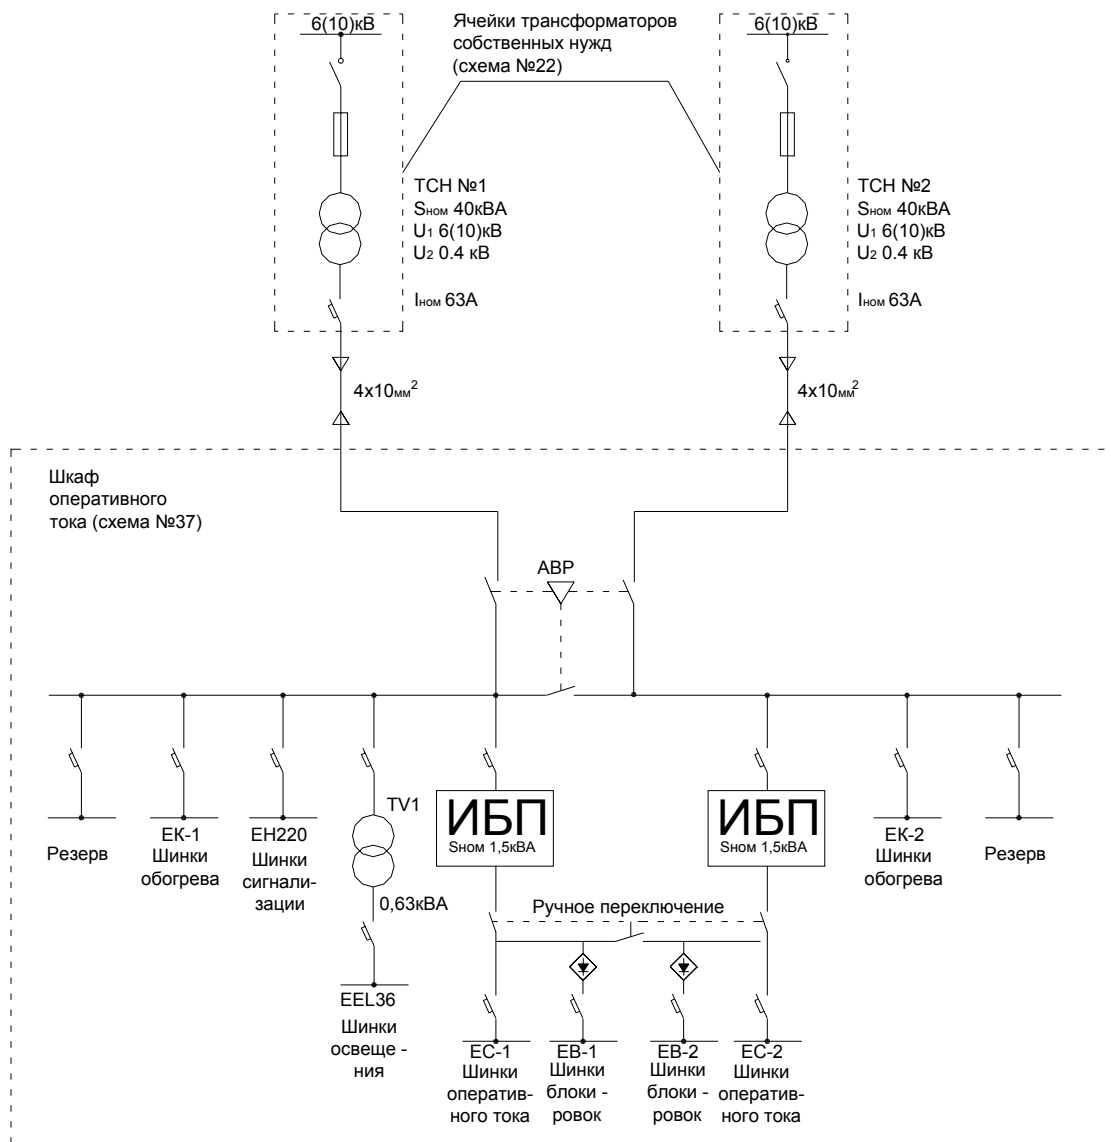 6(10)кВ
Ячейки трансформаторов
собственных нужд
(схема №22)
6(10)кВ
ТСН №1
Sном 40кВА
U1 6(10)кВ
U2 0.4 кВ
Iном 63А
ТСН №2
Sном 40кВА
U1 6(10)кВ
U2 0.4 кВ
Iном 63А
4х10мм2
4х10мм2
Шкаф
оперативного
тока (схема №37)
АВР
TV1
ИБП
Sном 1,5кВА
ИБП
Sном 1,5кВА
Резерв
ЕК-1
Шинки
обогрева
ЕН220
Шинки
сигнали-
зации
0,63кВА
ЕК-2
Шинки
обогрева
Резерв
Ручное переключение
EEL36
Шинки
освеще -
ния
ЕС-1
Шинки
оператив-
ного тока
ЕВ-1
Шинки
блоки -
ровок
ЕВ-2
Шинки
блоки -
ровок
ЕС-2
Шинки
оператив-
ного тока